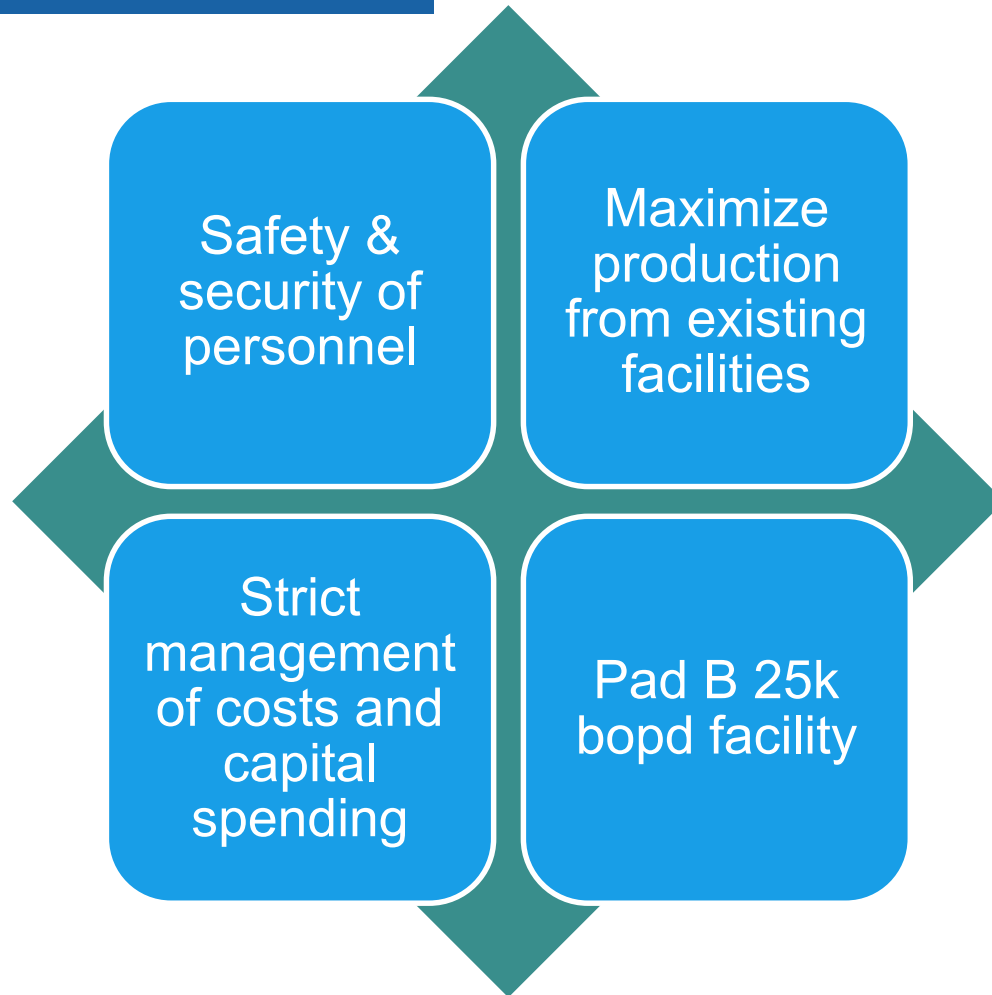 Safety &
security of
personnel
Maximize
production
from existing
facilities
Strict
management
of costs and
capital
spending
Pad B 25k
bopd facility